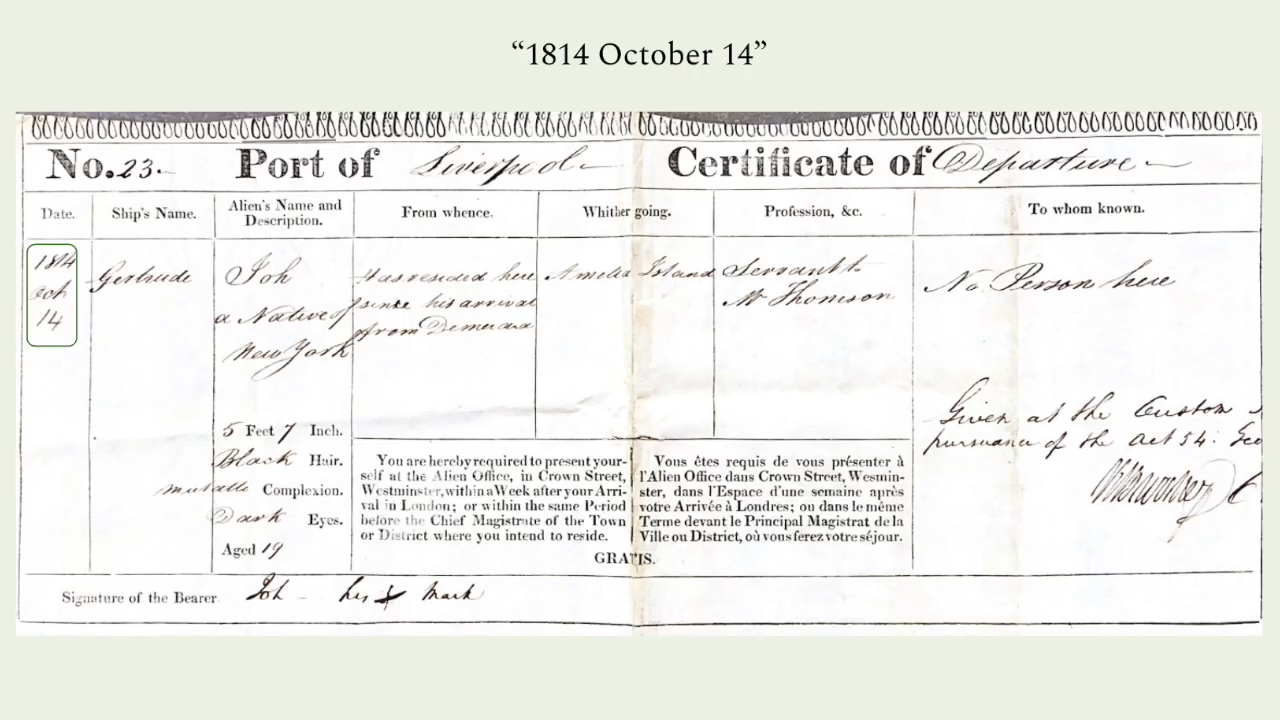 “1814 October 14”
No. 23 Port of Liverpool Certificate of Departure
Date.
Ship's Name.
Alien's Name and
Description.
From whence.
Whither going.
Profession, &c.
To whom known.
1814
Oct
14
Gertrude
Joh
a Native of
New York
5 Feet 7 Inch.
Black Hair.
mulatto Complexion.
Dark Eyes.
Aged 19
Has resided here
since his arrival
from Demerara
Amelia Island
Servant to
Mr Thomson
No Person here
Given at the Custom
pursuance of the Act 54: Geo
You are hereby required to present your-
self at the Alien Office, in Crown Street,
Westminster, within a Week after your Arri-
val in London; or within the same Period
before the Chief Magistrate of the Town
or District where you intend to reside.
Vous êtes requis de vous présenter à
l'Alien Office dans Crown Street, Westmin-
ster, dans l'Espace d'une semaine après
votre Arrivée à Londres; ou dans le même
Terme devant le Principal Magistrat de la
Ville ou District, où vous ferez votre séjour.
GRATIS.
Signature of the Bearer Joh - his X Mark